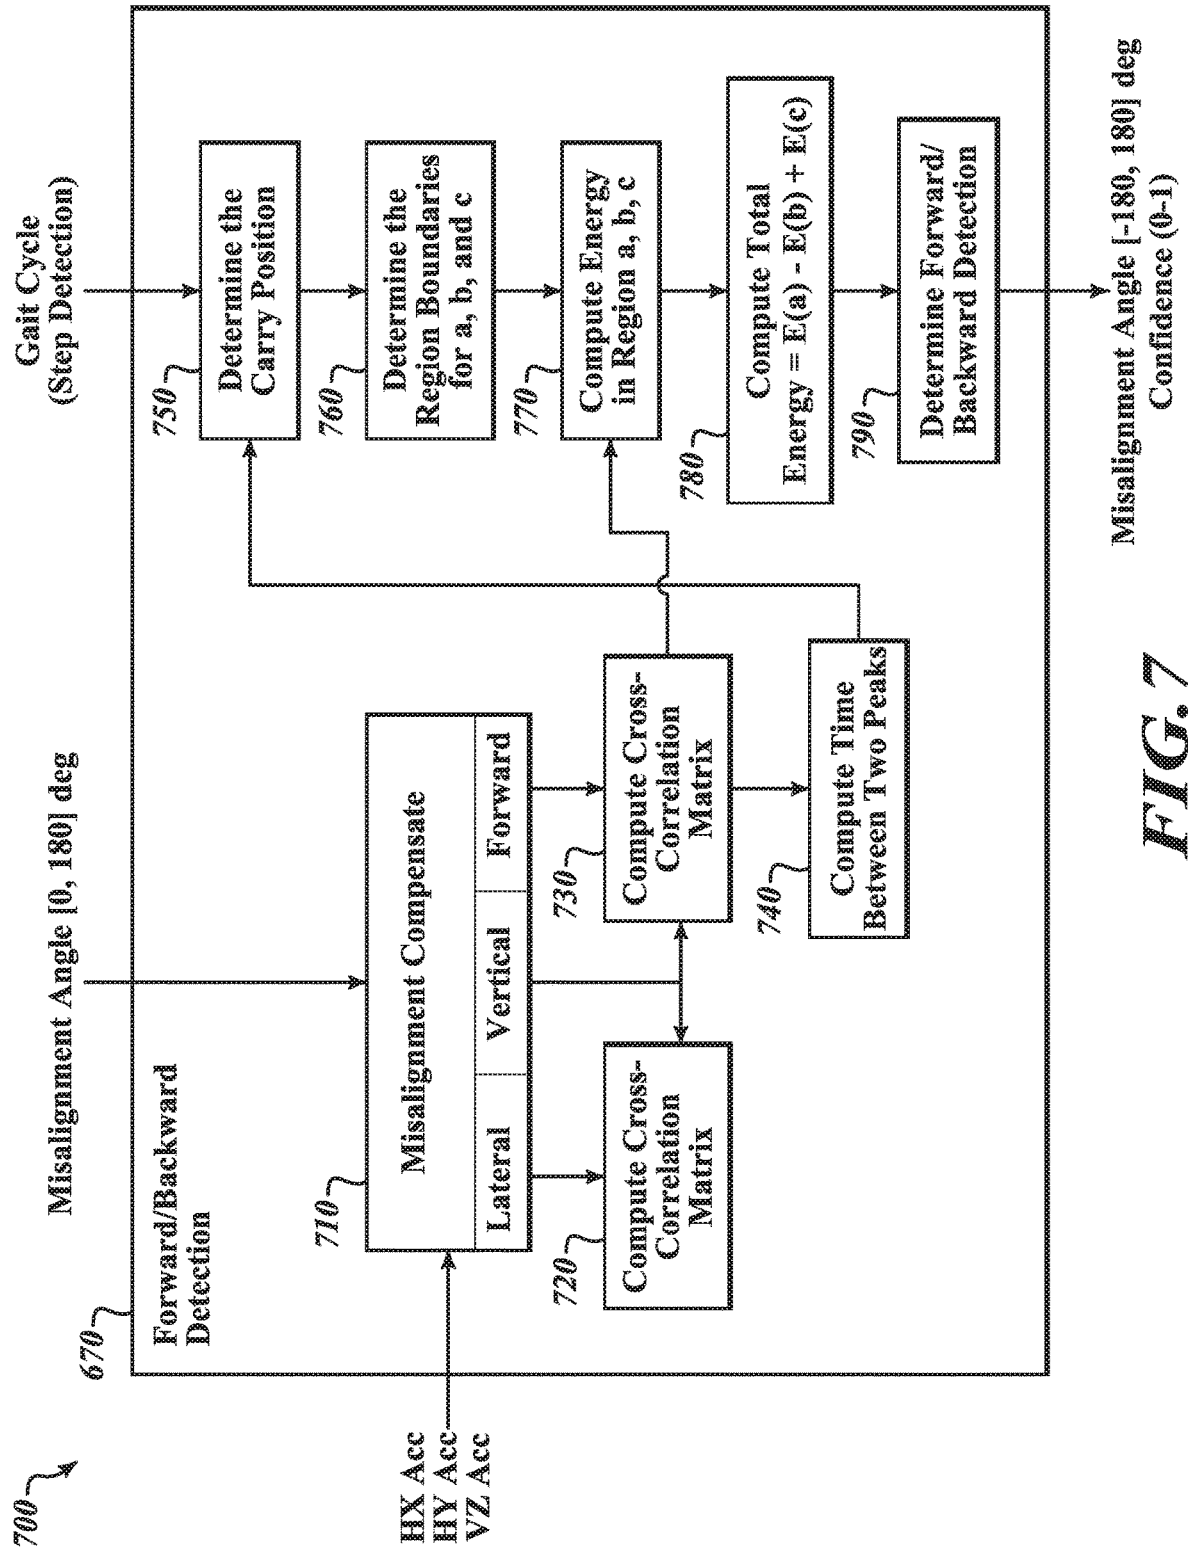 700
670
Forward/Backward
Detection
Misalignment Angle [0, 180] deg
Gait Cycle
(Step Detection)
HX Acc
HY Acc
VZ Acc
710
Misalignment Compensate
Lateral
Vertical
Forward
720
Compute Cross-
Correlation
Matrix
730
Compute Cross-
Correlation
Matrix
740
Compute Time
Between Two Peaks
750
Determine the
Carry Position
760
Determine the
Region Boundaries
for a, b, and c
770
Compute Energy
in Region a, b, c
780
Compute Total
Energy = E(a) - E(b) + E(c)
790
Determine Forward/
Backward Detection
Misalignment Angle [-180, 180] deg
Confidence (0-1)
FIG. 7